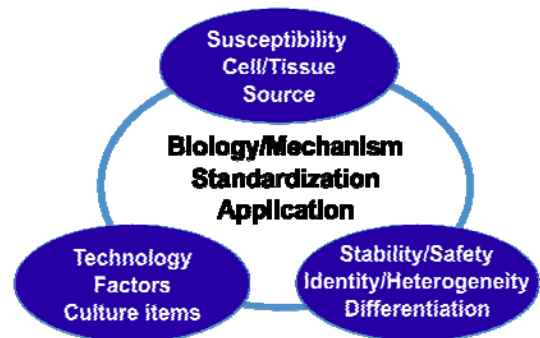 Susceptibility
Cell/Tissue
Source
Biology/Mechanism
Standardization
Application
Technology
Factors
Culture items
Stability/Safety
Identity/Heterogeneity
Differentiation